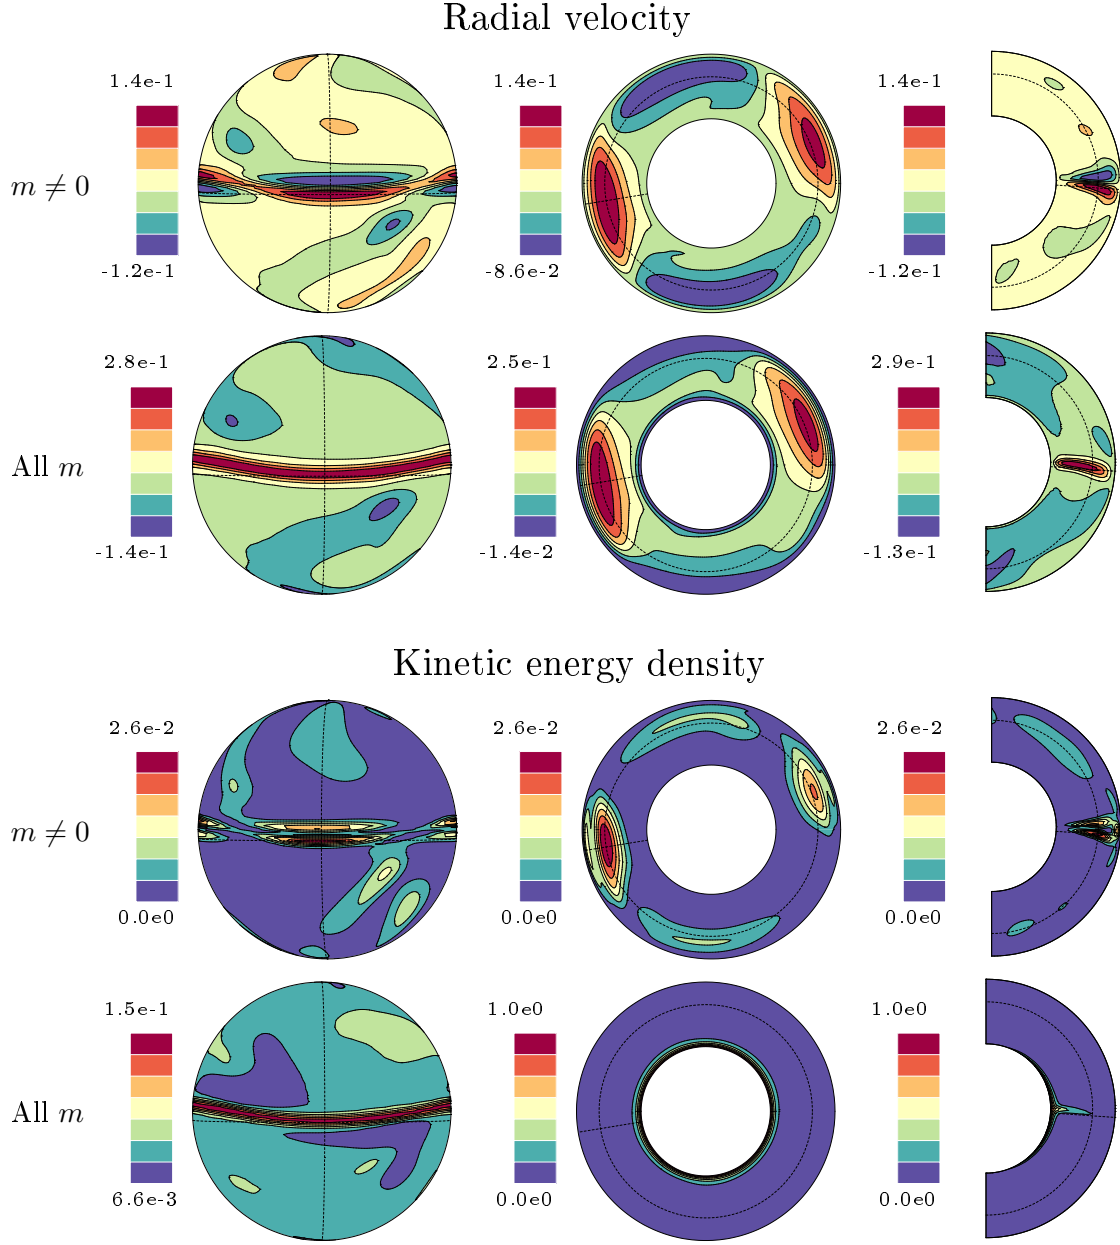 Radial velocity
1.4e-1 1.4e-1 1.4e-1
m ≠ 0
-1.2e-1 -8.6e-2 -1.2e-1
2.8e-1 2.5e-1 2.9e-1
All m
-1.4e-1 -1.4e-2 -1.3e-1
Kinetic energy density
2.6e-2 2.6e-2 2.6e-2
m ≠ 0
0.0e0 0.0e0 0.0e0
1.5e-1 1.0e0 1.0e0
All m
6.6e-3 0.0e0 0.0e0